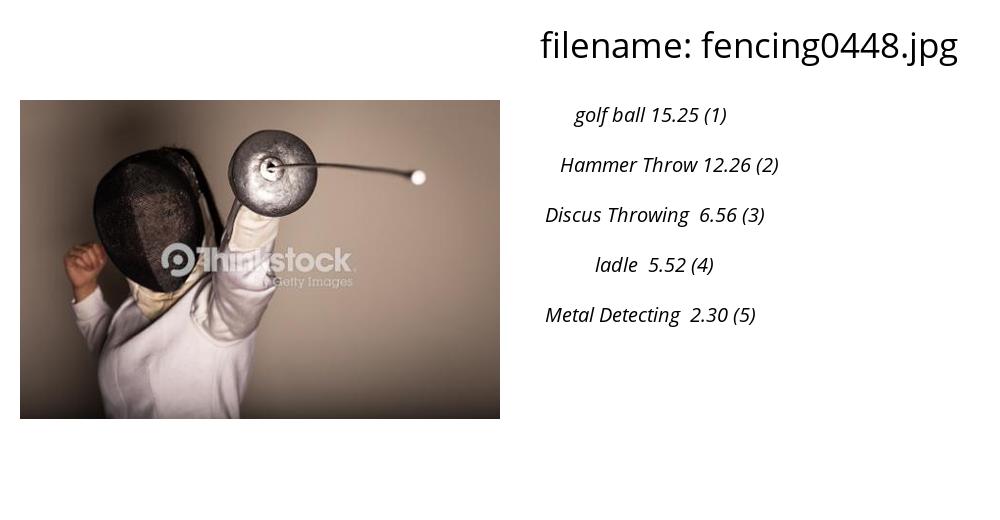 filename: fencing0448.jpg
golf ball 15.25 (1)
Hammer Throw 12.26 (2)
Discus Throwing 6.56 (3)
ladle 5.52 (4)
Metal Detecting 2.30 (5)
Thinkstock
Getty Images